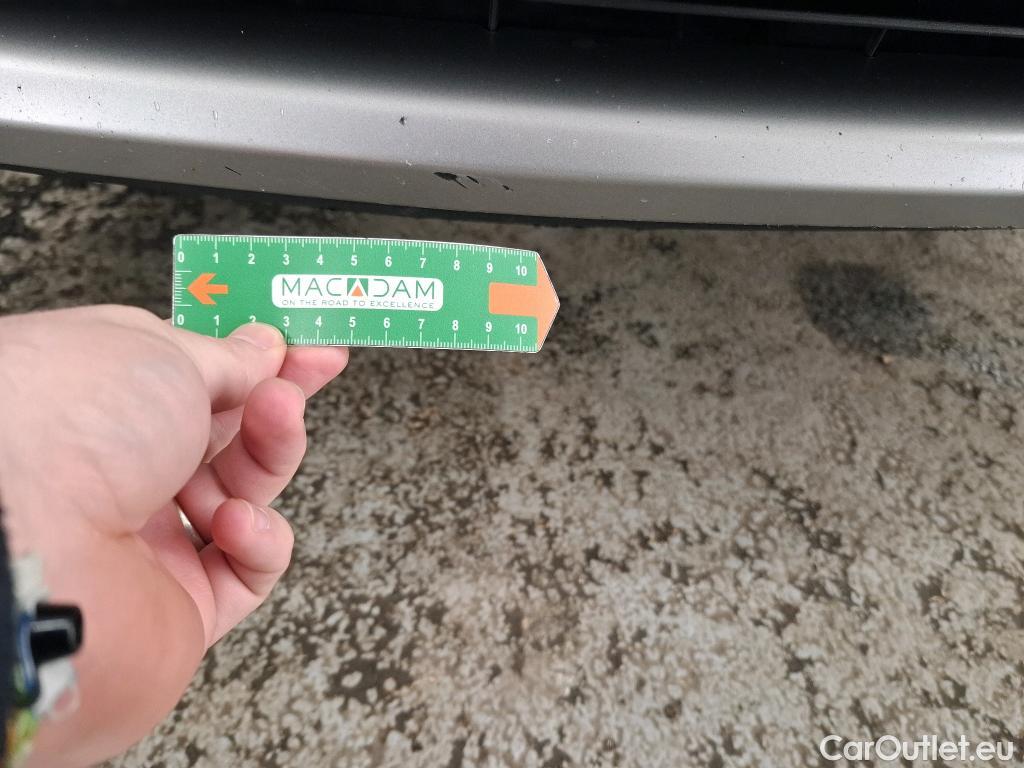 0 1 2 3 4 5 6 7 8 9 10
MACADAM
ON THE ROAD TO EXCELLENCE
0 1 2 3 4 5 6 7 8 9 10
CarOutlet.eu